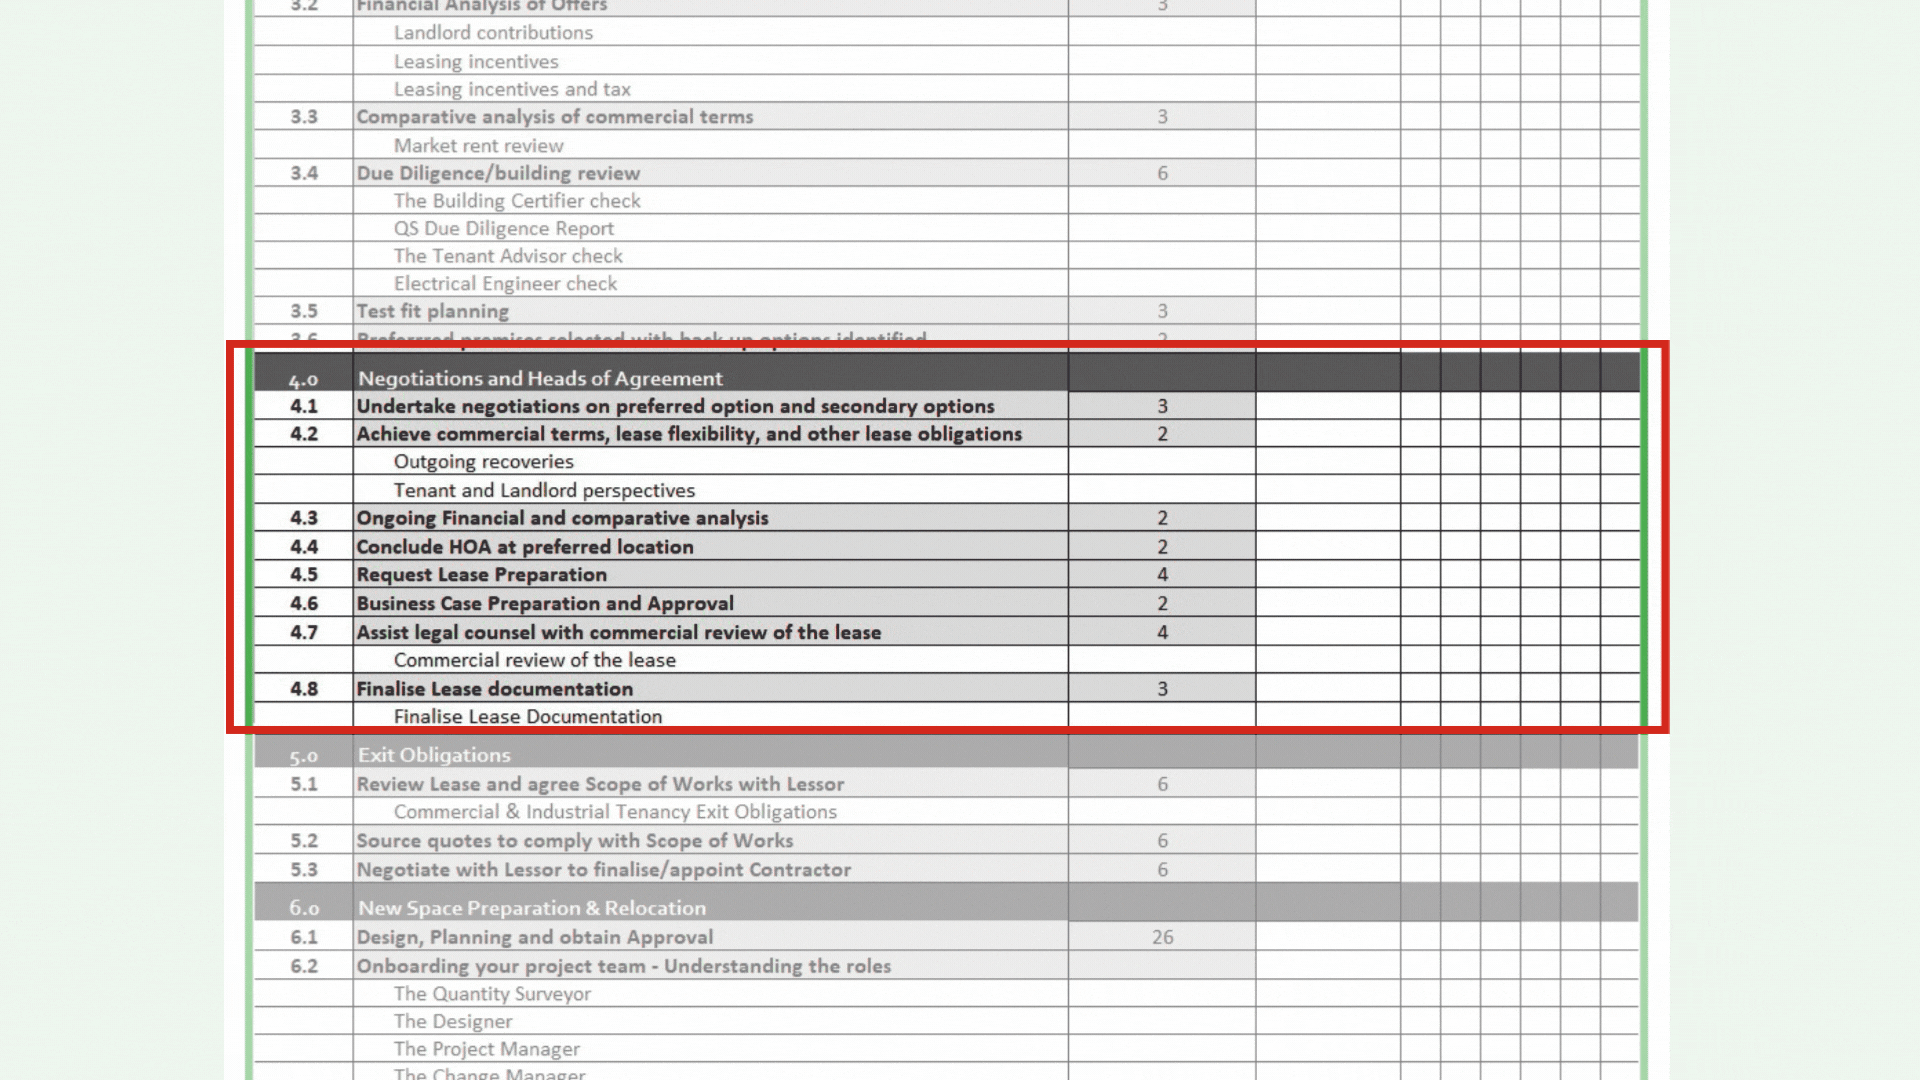 3.2 Financial Analysis of Offers 3
Landlord contributions
Leasing incentives
Leasing incentives and tax
3.3 Comparative analysis of commercial terms 3
Market rent review
3.4 Due Diligence/building review 6
The Building Certifier check
QS Due Diligence Report
The Tenant Advisor check
Electrical Engineer check
3.5 Test fit planning 3
3.6 Preferrred premises selected with back up options identified 2
4.0 Negotiations and Heads of Agreement
4.1 Undertake negotiations on preferred option and secondary options 3
4.2 Achieve commercial terms, lease flexibility, and other lease obligations 2
Outgoing recoveries
Tenant and Landlord perspectives
4.3 Ongoing Financial and comparative analysis 2
4.4 Conclude HOA at preferred location 2
4.5 Request Lease Preparation 4
4.6 Business Case Preparation and Approval 2
4.7 Assist legal counsel with commercial review of the lease 4
Commercial review of the lease
4.8 Finalise Lease documentation 3
Finalise Lease Documentation
5.0 Exit Obligations
5.1 Review Lease and agree Scope of Works with Lessor 6
Commercial & Industrial Tenancy Exit Obligations
5.2 Source quotes to comply with Scope of Works 6
5.3 Negotiate with Lessor to finalise/appoint Contractor 6
6.0 New Space Preparation & Relocation
6.1 Design, Planning and obtain Approval 26
6.2 Onboarding your project team - Understanding the roles
The Quantity Surveyor
The Designer
The Project Manager
The Change Manager